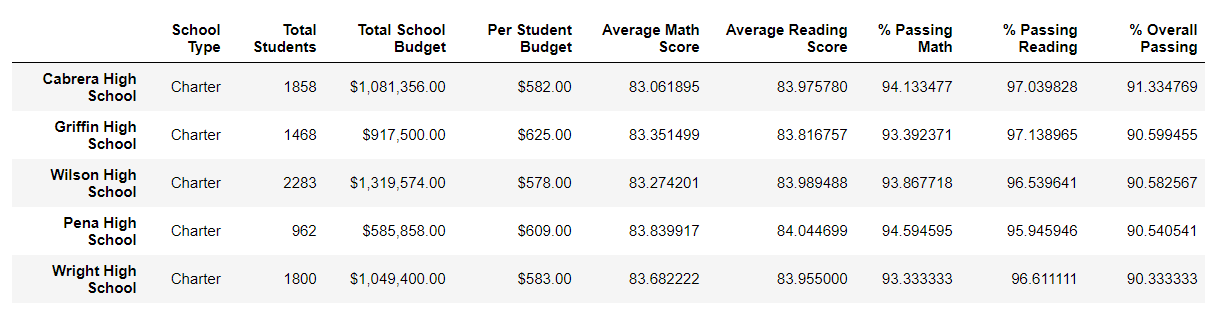 School Type Total Students Total School Budget Per Student Budget Average Math Score Average Reading Score % Passing Math % Passing Reading % Overall Passing
Cabrera High School Charter 1858 $1,081,356.00 $582.00 83.061895 83.975780 94.133477 97.039828 91.334769
Griffin High School Charter 1468 $917,500.00 $625.00 83.351499 83.816757 93.392371 97.138965 90.599455
Wilson High School Charter 2283 $1,319,574.00 $578.00 83.274201 83.989488 93.867718 96.539641 90.582567
Pena High School Charter 962 $585,858.00 $609.00 83.839917 84.044699 94.594595 95.945946 90.540541
Wright High School Charter 1800 $1,049,400.00 $583.00 83.682222 83.955000 93.333333 96.611111 90.333333